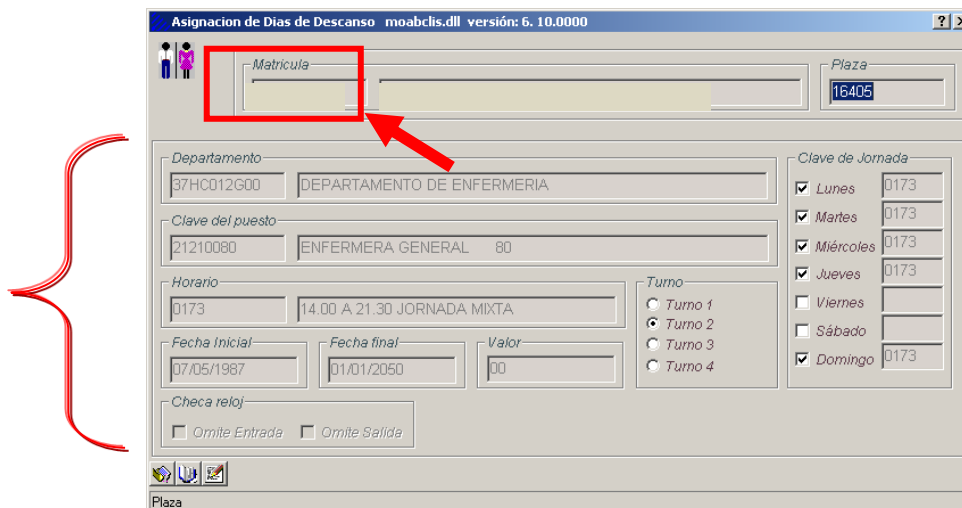 Asignacion de Dias de Descanso moabclis.dll versión: 6. 10.0000
Matrícula
Plaza
16405
Departamento
37HC012G00 DEPARTAMENTO DE ENFERMERIA
Clave del puesto
21210080 ENFERMERA GENERAL 80
Horario
0173 14.00 A 21.30 JORNADA MIXTA
Fecha Inicial
07/05/1987
Fecha final
01/01/2050
Valor
00
Turno
Turno 1
Turno 2
Turno 3
Turno 4
Clave de Jornada
Lunes 0173
Martes 0173
Miércoles 0173
Jueves 0173
Viernes
Sábado
Domingo 0173
Checa reloj
Omite Entrada Omite Salida
Plaza